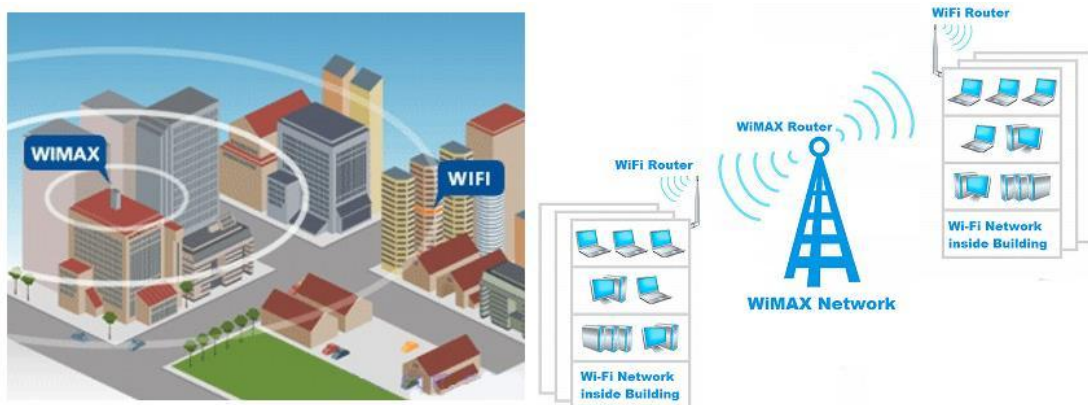 WIMAX
WIFI
WiFi Router
WiMAX Router
WiFi Router
WiMAX Network
Wi-Fi Network
inside Building
Wi-Fi Network
inside Building